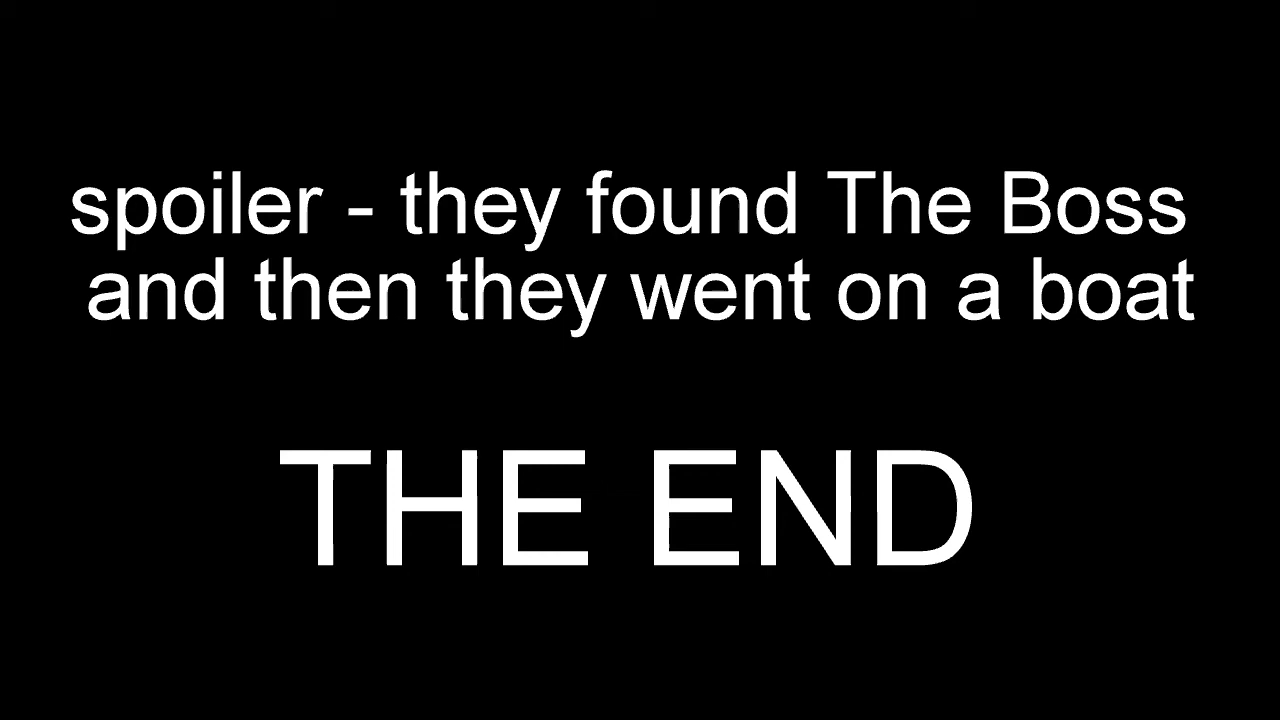 spoiler - they found The Boss
and then they went on a boat
THE END